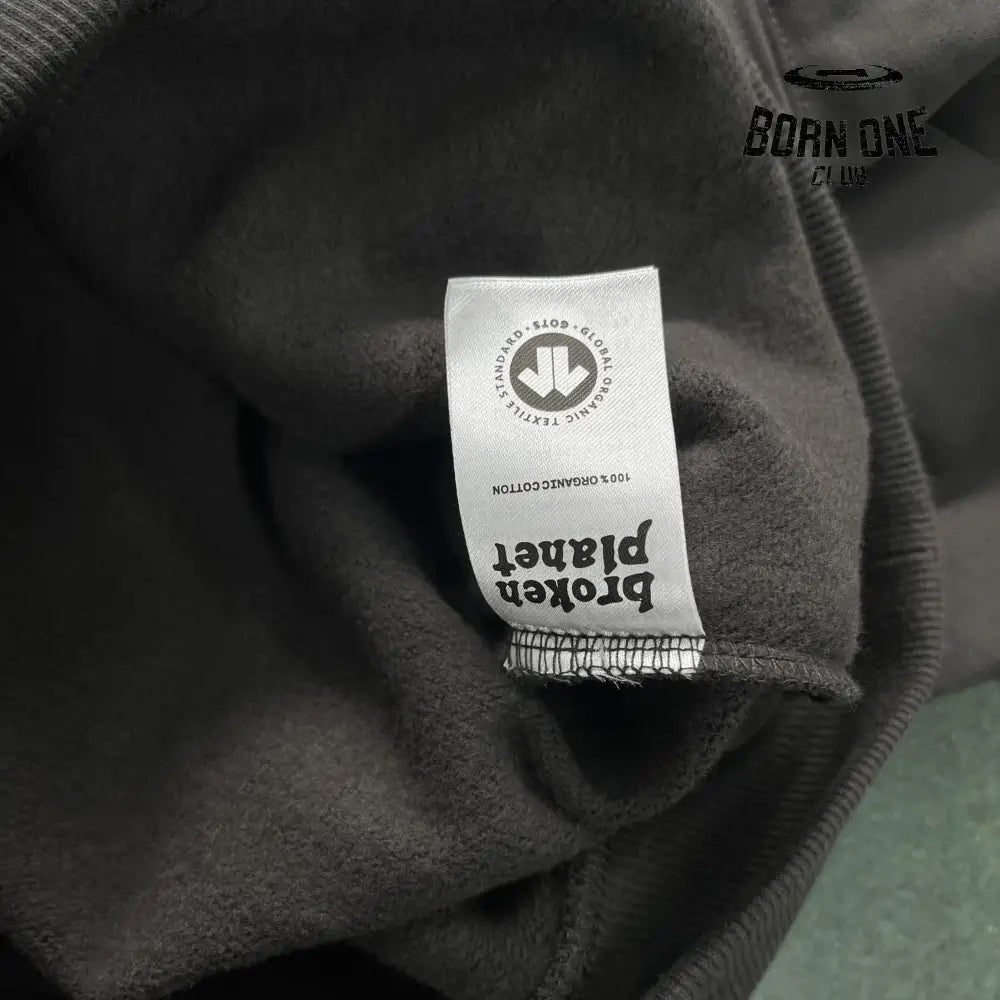 BORN ONE
CLUB
broken
planet
100% ORGANIC COTTON
GLOBAL ORGANIC TEXTILE STANDARD · GOTS ·